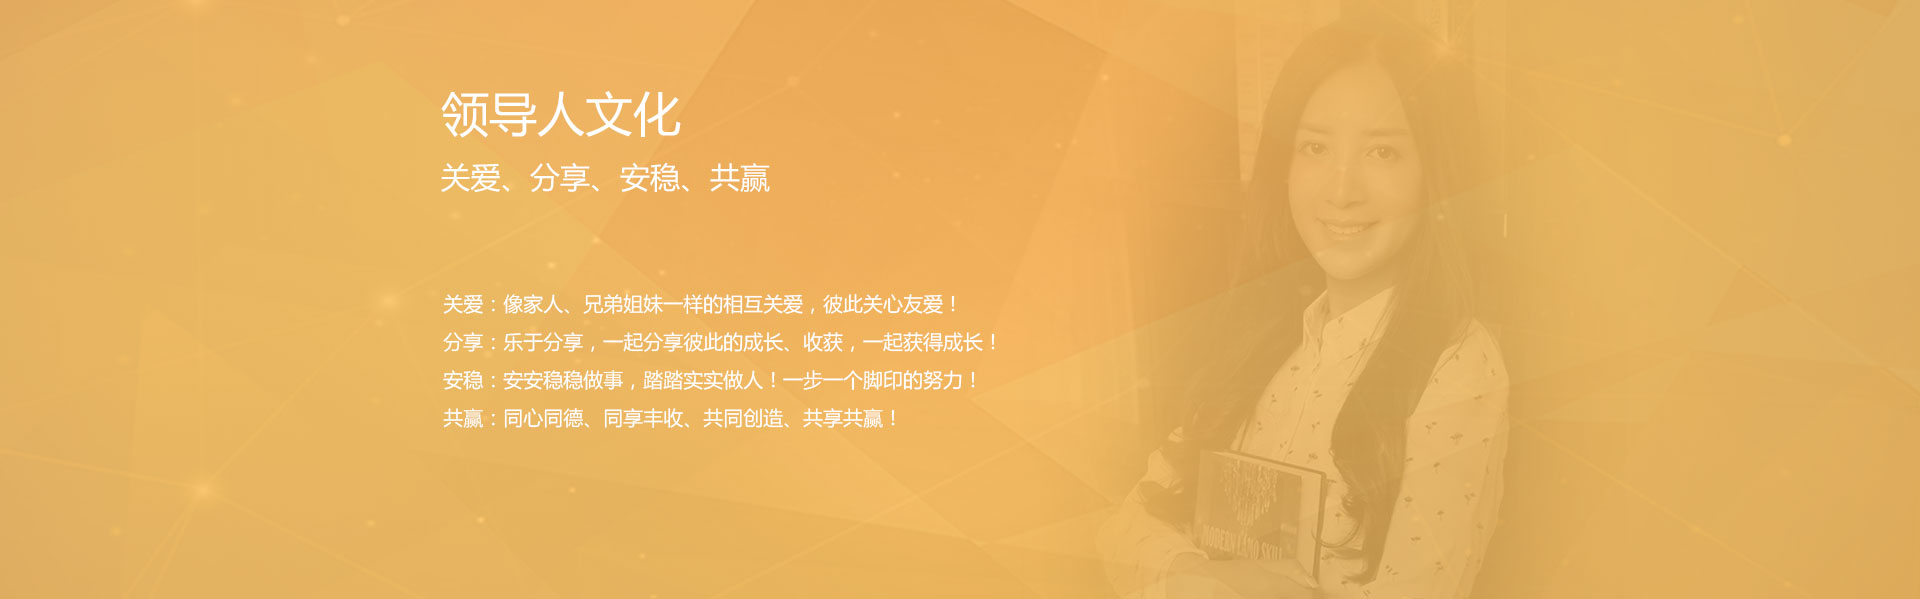 领导人文化
关爱、分享、安稳、共赢
关爱：像家人、兄弟姐妹一样的相互关爱，彼此关心友爱！
分享：乐于分享，一起分享彼此的成长、收获，一起获得成长！
安稳：安安稳稳做事，踏踏实实做人！一步一个脚印的努力！
共赢：同心同德、同享丰收、共同创造、共享共赢！